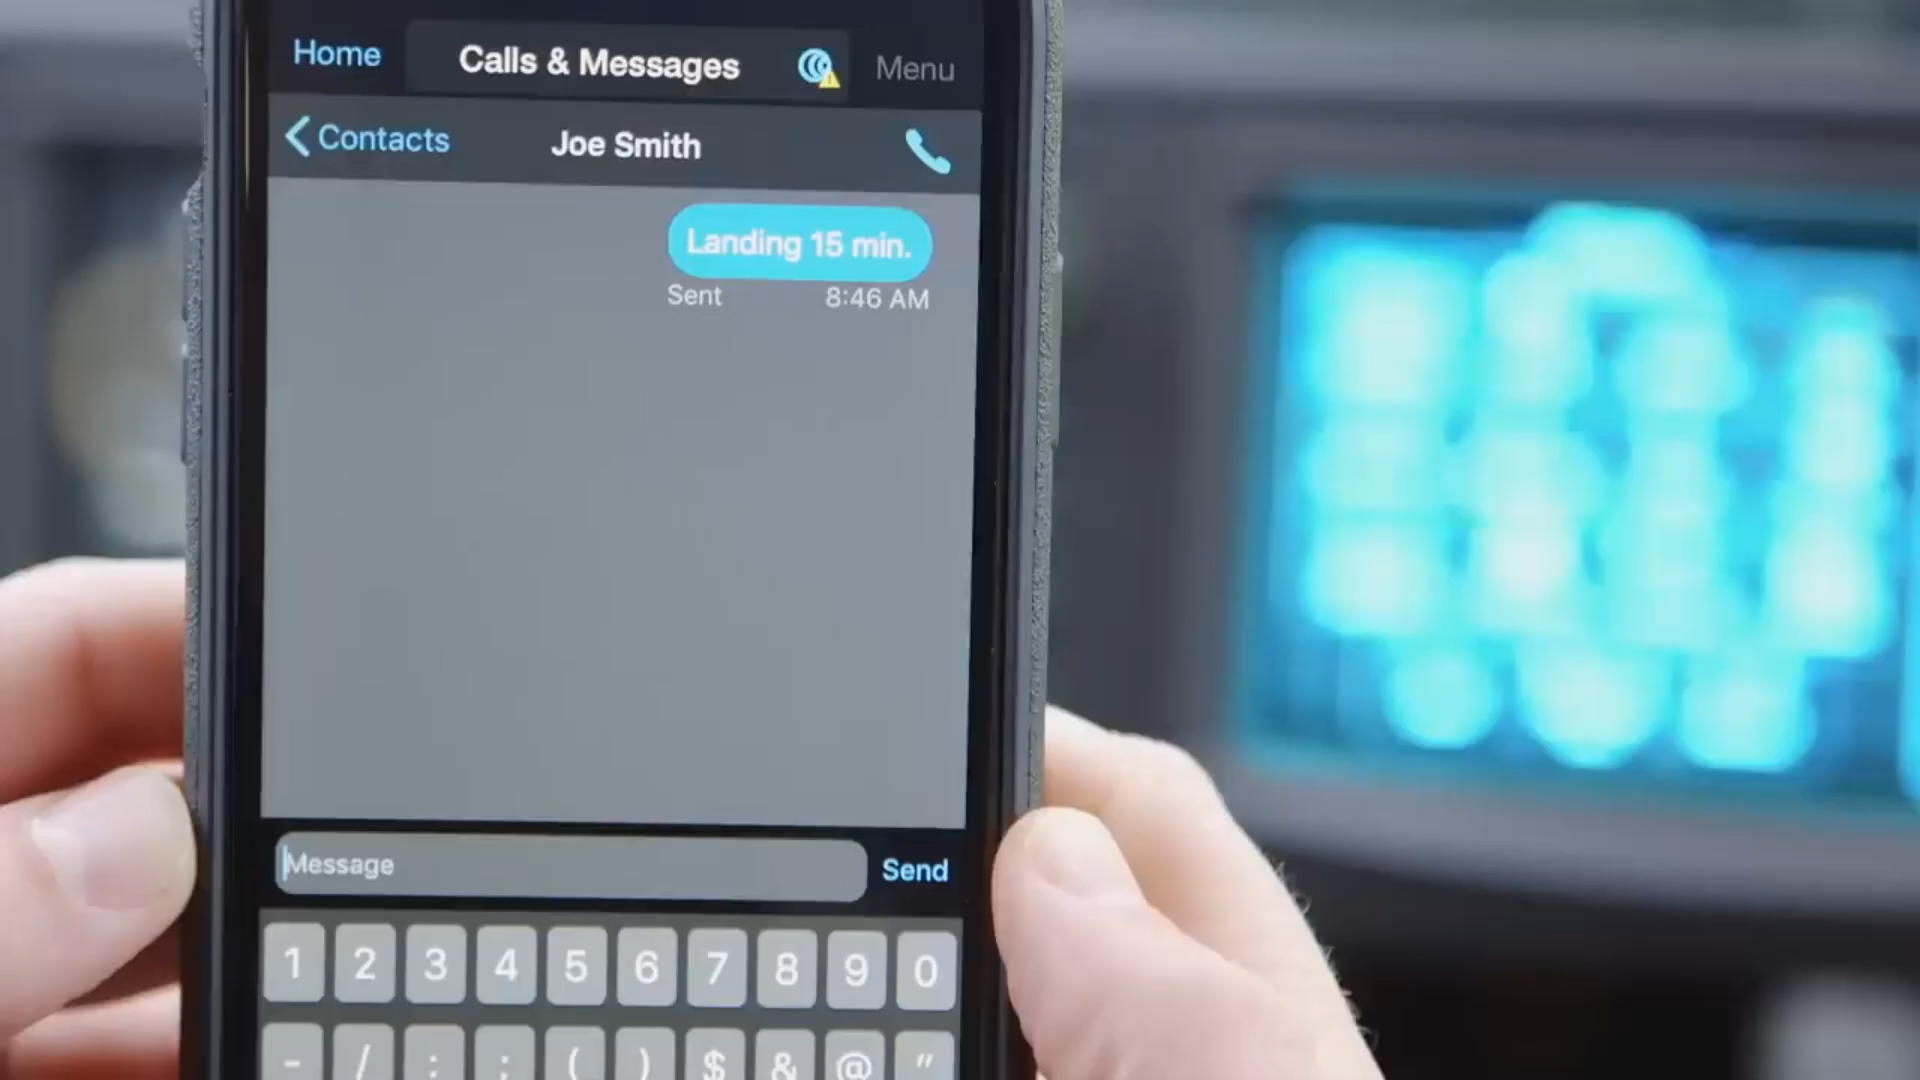 Home Calls & Messages Menu
Contacts Joe Smith
Landing 15 min.
Sent 8:46 AM
Message Send
1 2 3 4 5 6 7 8 9 0
- / : ; ( ) $ & @ "